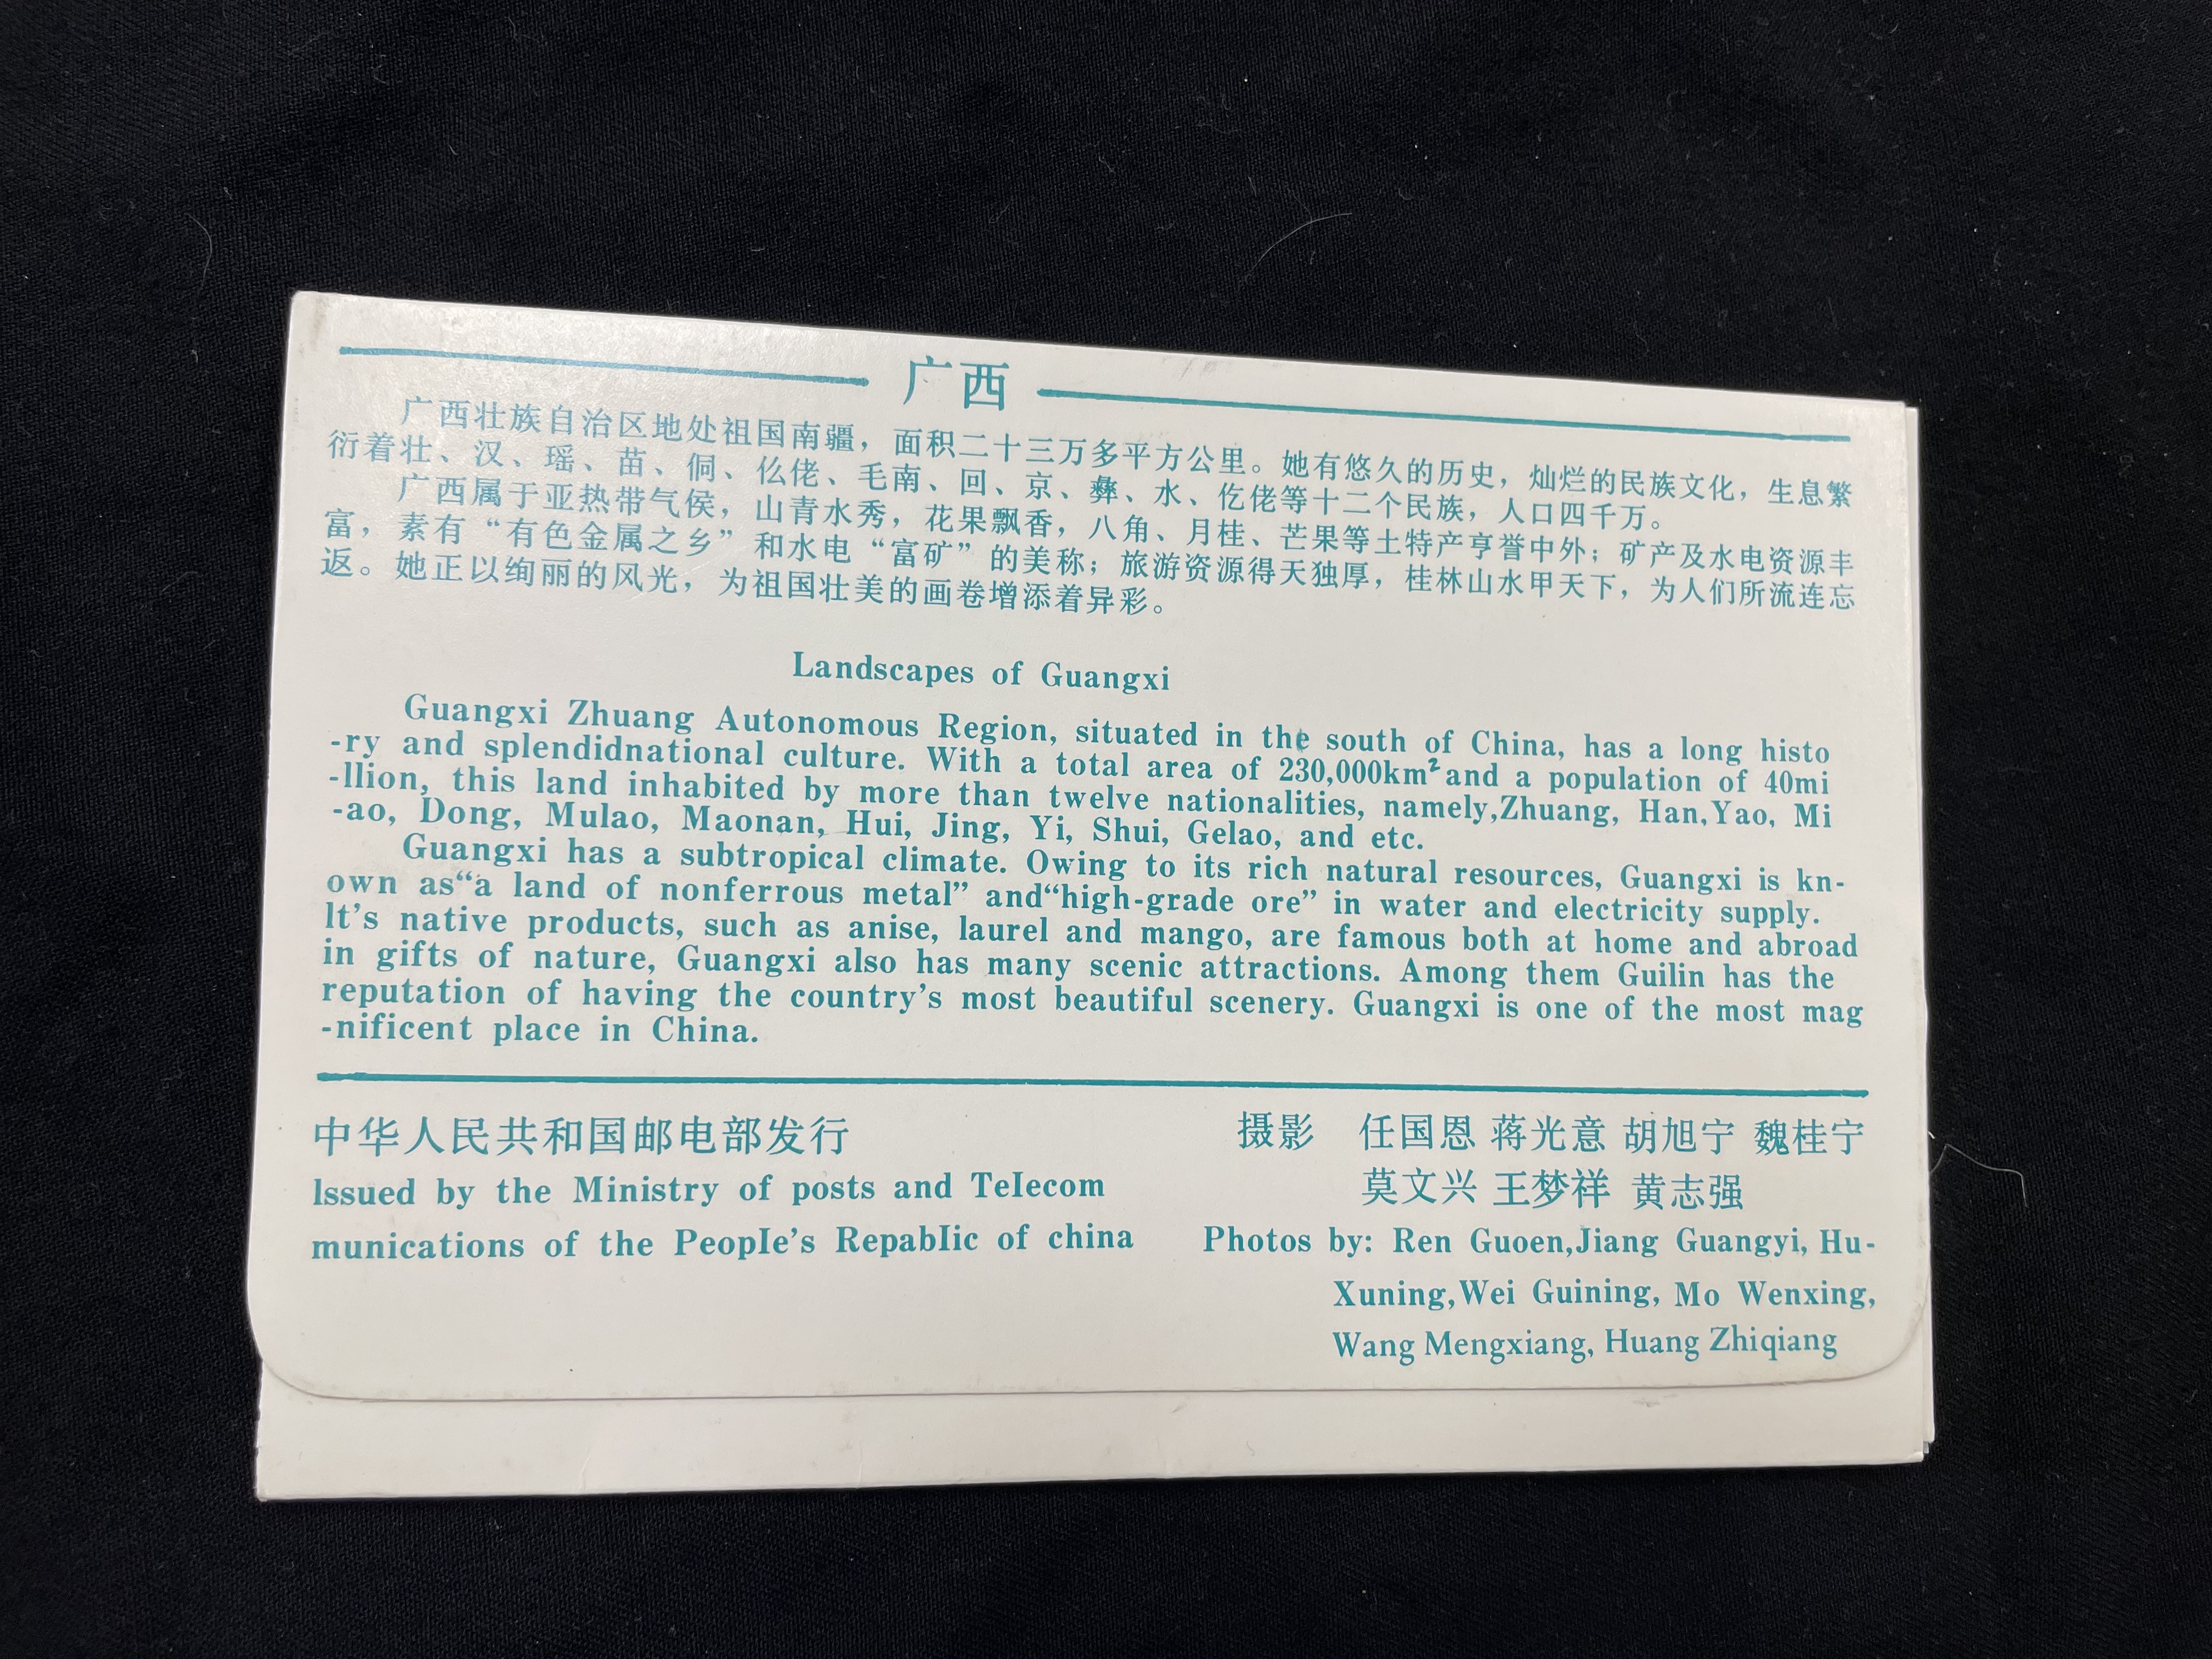 广西
广西壮族自治区地处祖国南疆，面积二十三万多平方公里。她有悠久的历史，灿烂的民族文化，生息繁
衍着壮、汉、瑶、苗、侗、仫佬、毛南、回、京、彝、水、仡佬等十二个民族，人口四千万。
广西属于亚热带气侯，山青水秀，花果飘香，八角、月桂、芒果等土特产亨誉中外；矿产及水电资源丰
富，素有“有色金属之乡”和水电“富矿”的美称；旅游资源得天独厚，桂林山水甲天下，为人们所流连忘
返。她正以绚丽的风光，为祖国壮美的画卷增添着异彩。
Landscapes of Guangxi
Guangxi Zhuang Autonomous Region, situated in the south of China, has a long histo
-ry and splendidnational culture. With a total area of 230,000km² and a population of 40mi
-llion, this land inhabited by more than twelve nationalities, namely,Zhuang, Han,Yao, Mi
-ao, Dong, Mulao, Maonan, Hui, Jing, Yi, Shui, Gelao, and etc.
Guangxi has a subtropical climate. Owing to its rich natural resources, Guangxi is kn-
own as“a land of nonferrous metal” and“high-grade ore” in water and electricity supply.
lt’s native products, such as anise, laurel and mango, are famous both at home and abroad
in gifts of nature, Guangxi also has many scenic attractions. Among them Guilin has the
reputation of having the country’s most beautiful scenery. Guangxi is one of the most mag
-nificent place in China.
中华人民共和国邮电部发行
lssued by the Ministry of posts and TeIecom
munications of the PeopIe’s RepabIic of china
摄影 任国恩 蒋光意 胡旭宁 魏桂宁
莫文兴 王梦祥 黄志强
Photos by: Ren Guoen,Jiang Guangyi, Hu-
Xuning,Wei Guining, Mo Wenxing,
Wang Mengxiang, Huang Zhiqiang